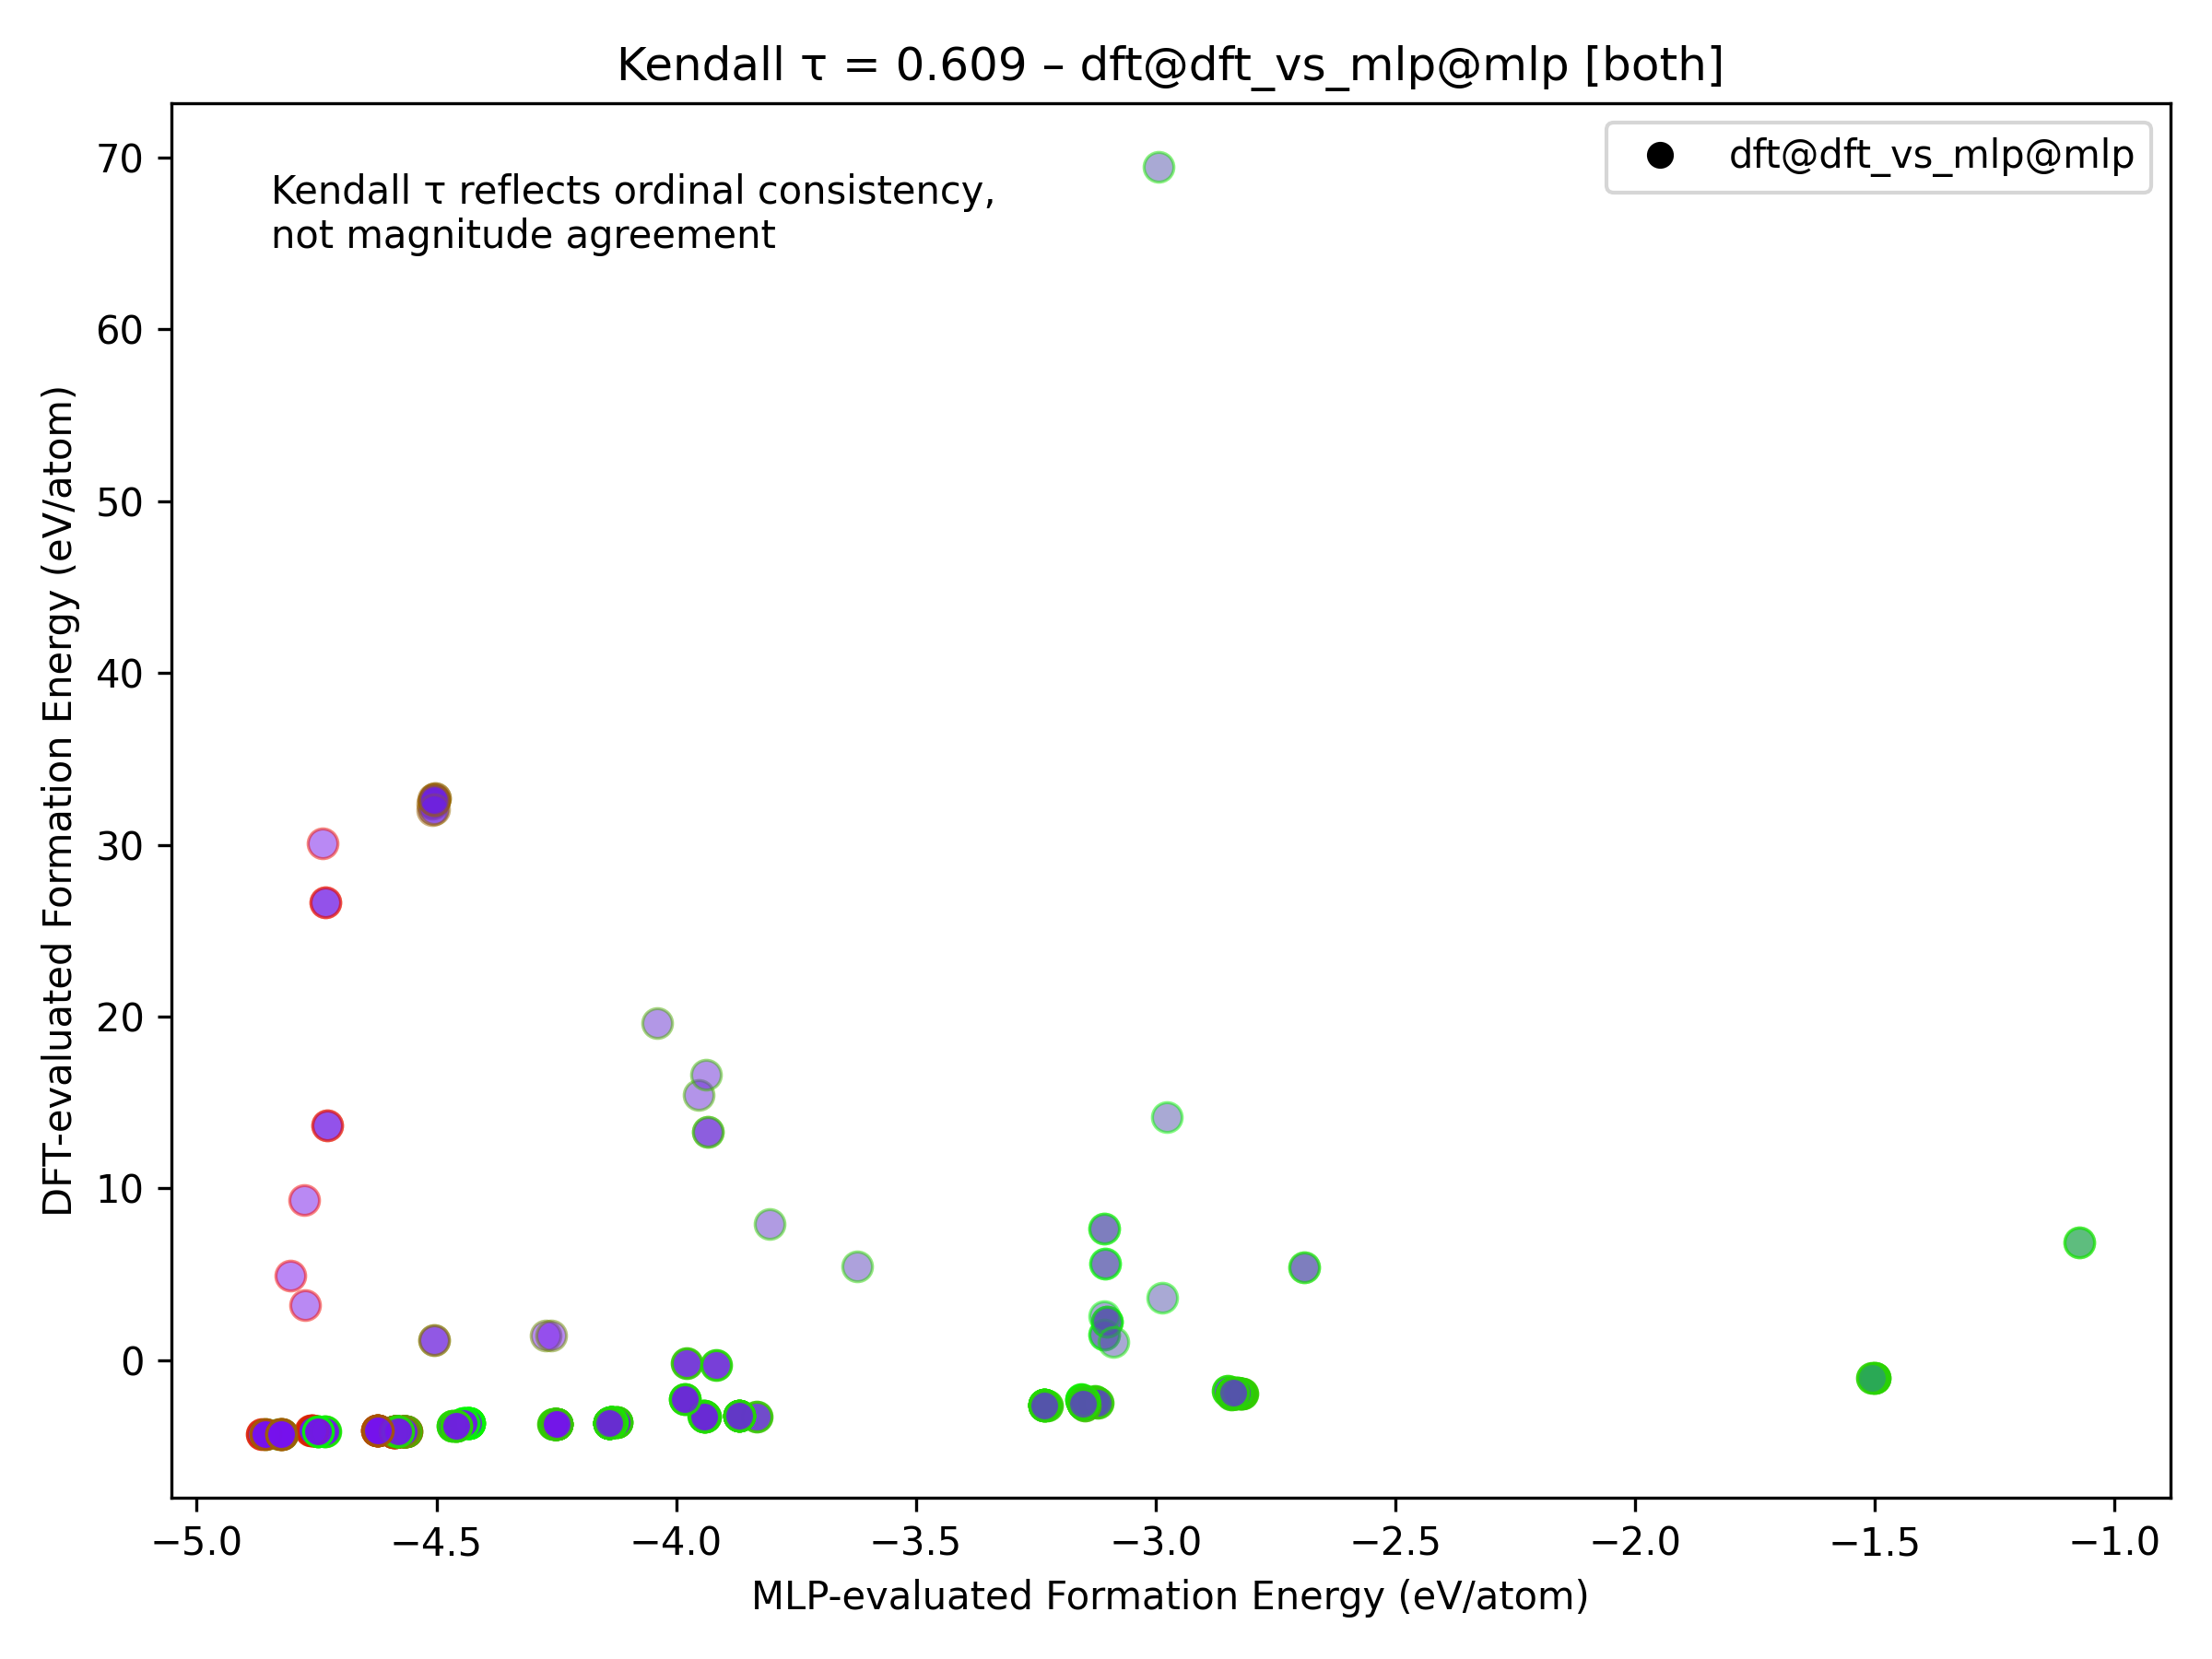 Kendall τ = 0.609 – dft@dft_vs_mlp@mlp [both]
dft@dft_vs_mlp@mlp
Kendall τ reflects ordinal consistency,
not magnitude agreement
DFT-evaluated Formation Energy (eV/atom)
70
60
50
40
30
20
10
0
−5.0
−4.5
−4.0
−3.5
−3.0
−2.5
−2.0
−1.5
−1.0
MLP-evaluated Formation Energy (eV/atom)